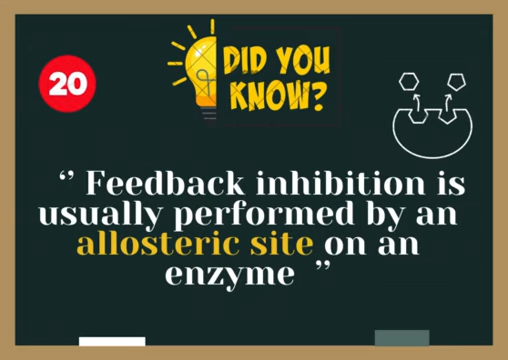 20
DID YOU
KNOW?
‘’ Feedback inhibition is
usually performed by an
allosteric site on an
enzyme ’’